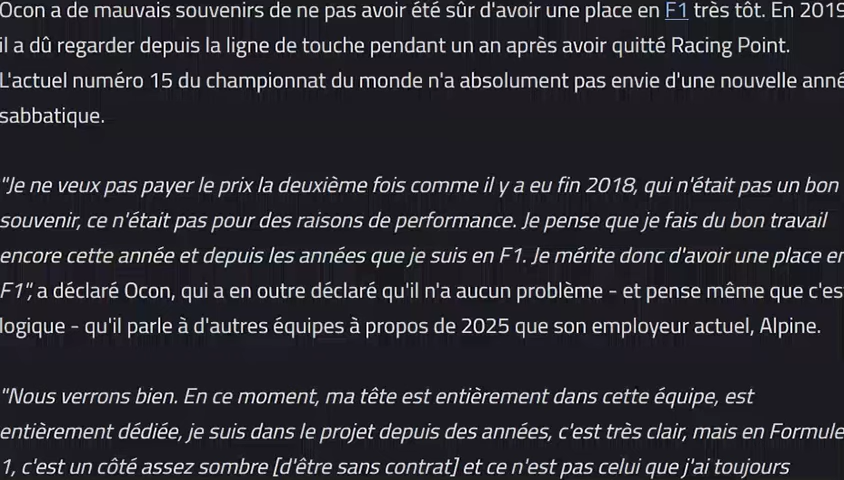 Ocon a de mauvais souvenirs de ne pas avoir été sûr d'avoir une place en F1 très tôt. En 2019
il a dû regarder depuis la ligne de touche pendant un an après avoir quitté Racing Point.
L'actuel numéro 15 du championnat du monde n'a absolument pas envie d'une nouvelle anné
sabbatique.
"Je ne veux pas payer le prix la deuxième fois comme il y a eu fin 2018, qui n'était pas un bon
souvenir, ce n'était pas pour des raisons de performance. Je pense que je fais du bon travail
encore cette année et depuis les années que je suis en F1. Je mérite donc d'avoir une place en
F1", a déclaré Ocon, qui a en outre déclaré qu'il n'a aucun problème - et pense même que c'es
logique - qu'il parle à d'autres équipes à propos de 2025 que son employeur actuel, Alpine.
"Nous verrons bien. En ce moment, ma tête est entièrement dans cette équipe, est
entièrement dédiée, je suis dans le projet depuis des années, c'est très clair, mais en Formule
1, c'est un côté assez sombre [d'être sans contrat] et ce n'est pas celui que j'ai toujours